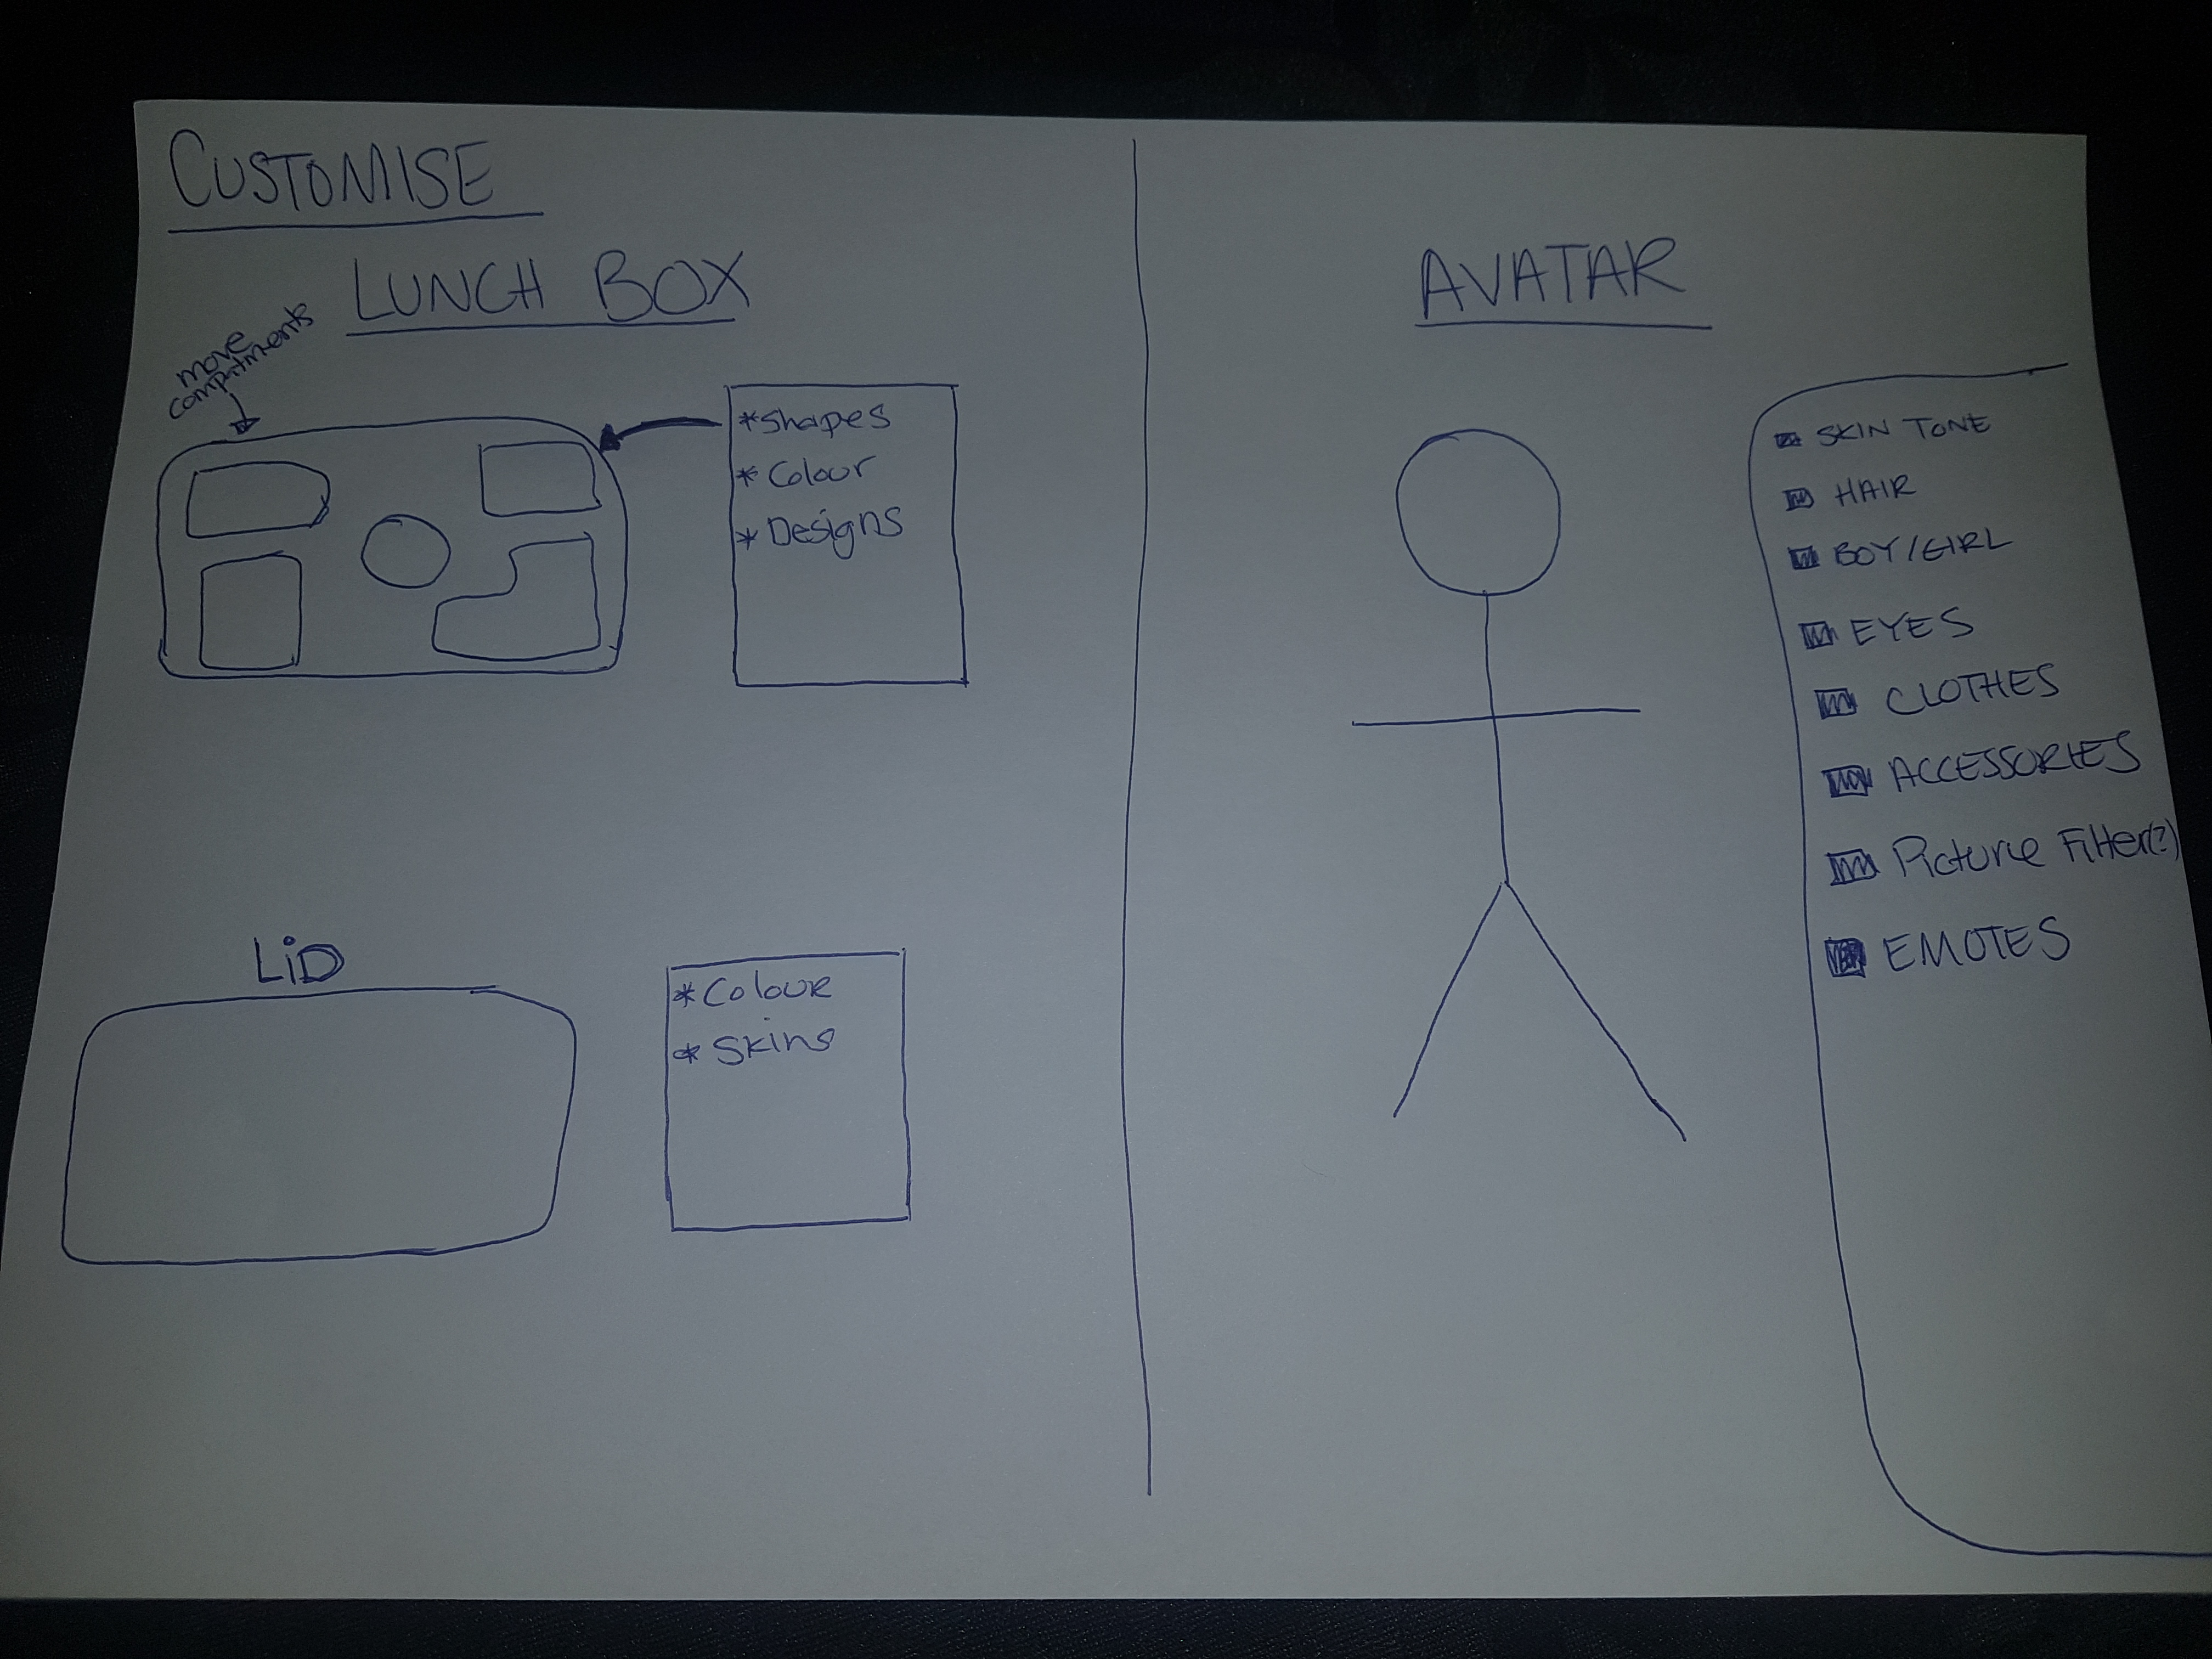 CUSTOMISE
LUNCH BOX
move
compitments
*Shapes
* Colour
* Designs
LiD
* Colour
* Skins
AVATAR
SKIN TONE
HAIR
BOY/GIRL
EYES
CLOTHES
ACCESSORIES
Picture Filter(?)
EMOTES